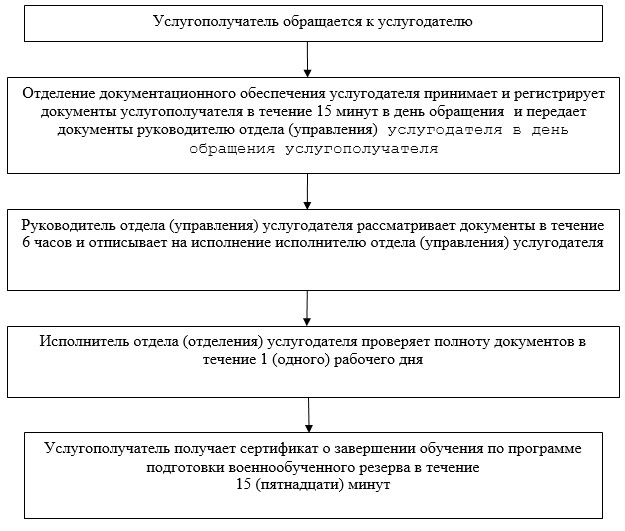 Услугополучатель обращается к услугодателю
Отделение документационного обеспечения услугодателя принимает и регистрирует
документы услугополучателя в течение 15 минут в день обращения и передает
документы руководителю отдела (управления) услугодателя в день
обращения услугополучателя
Руководитель отдела (управления) услугодателя рассматривает документы в течение
6 часов и отписывает на исполнение исполнителю отдела (управления) услугодателя
Исполнитель отдела (отделения) услугодателя проверяет полноту документов в
течение 1 (одного) рабочего дня
Услугополучатель получает сертификат о завершении обучения по программе
подготовки военнообученного резерва в течение
15 (пятнадцати) минут